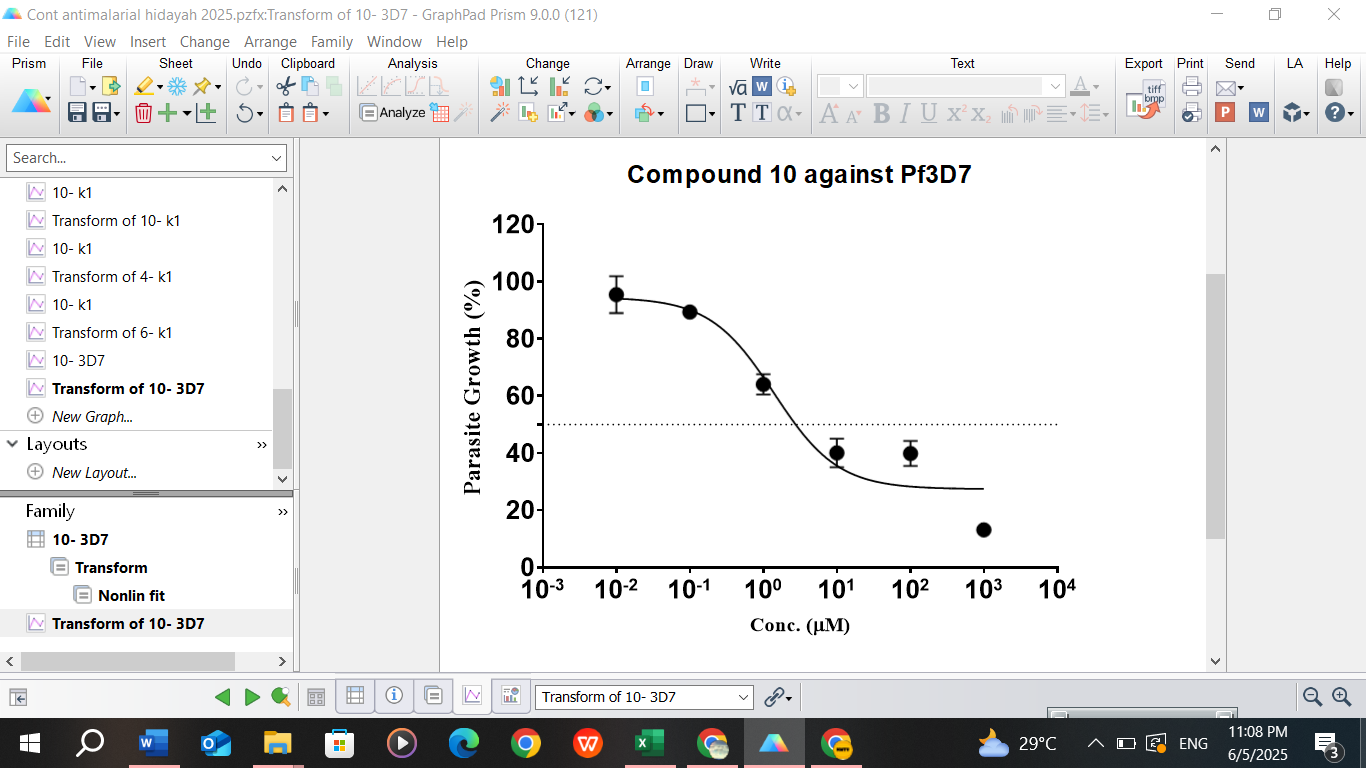 Cont antimalarial hidayah 2025.pzfx:Transform of 10- 3D7 - GraphPad Prism 9.0.0 (121)
File Edit View Insert Change Arrange Family Window Help
Prism File Sheet Undo Clipboard Analysis Change Arrange Draw Write Text Export Print Send LA Help
Analyze
tiff
bmp
Search...
10- k1
Transform of 10- k1
10- k1
Transform of 4- k1
10- k1
Transform of 6- k1
10- 3D7
Transform of 10- 3D7
New Graph...
Layouts
New Layout...
Family
10- 3D7
Transform
Nonlin fit
Transform of 10- 3D7
Compound 10 against Pf3D7
Parasite Growth (%)
120
100
80
60
40
20
0
10-3 10-2 10-1 100 101 102 103 104
Conc. (µM)
Transform of 10- 3D7
29°C
ENG
11:08 PM
6/5/2025
3